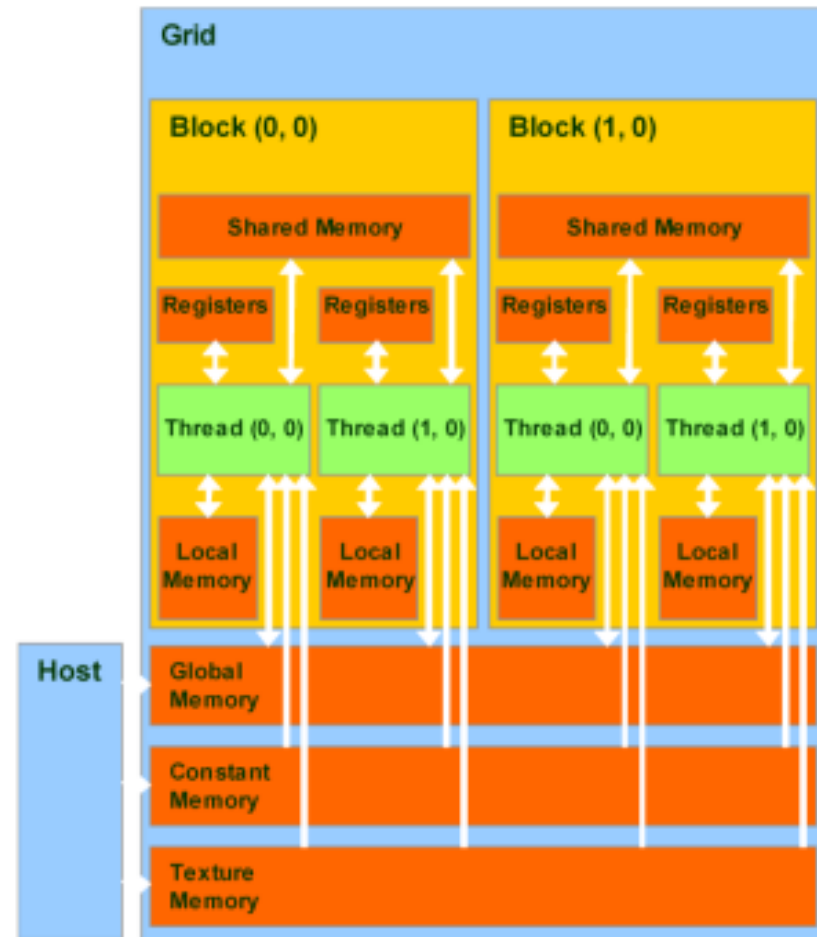 Grid
Block (0, 0)
Block (1, 0)
Shared Memory
Shared Memory
Registers
Registers
Registers
Registers
Thread (0, 0)
Thread (1, 0)
Thread (0, 0)
Thread (1, 0)
Local
Memory
Local
Memory
Local
Memory
Local
Memory
Host
Global
Memory
Constant
Memory
Texture
Memory